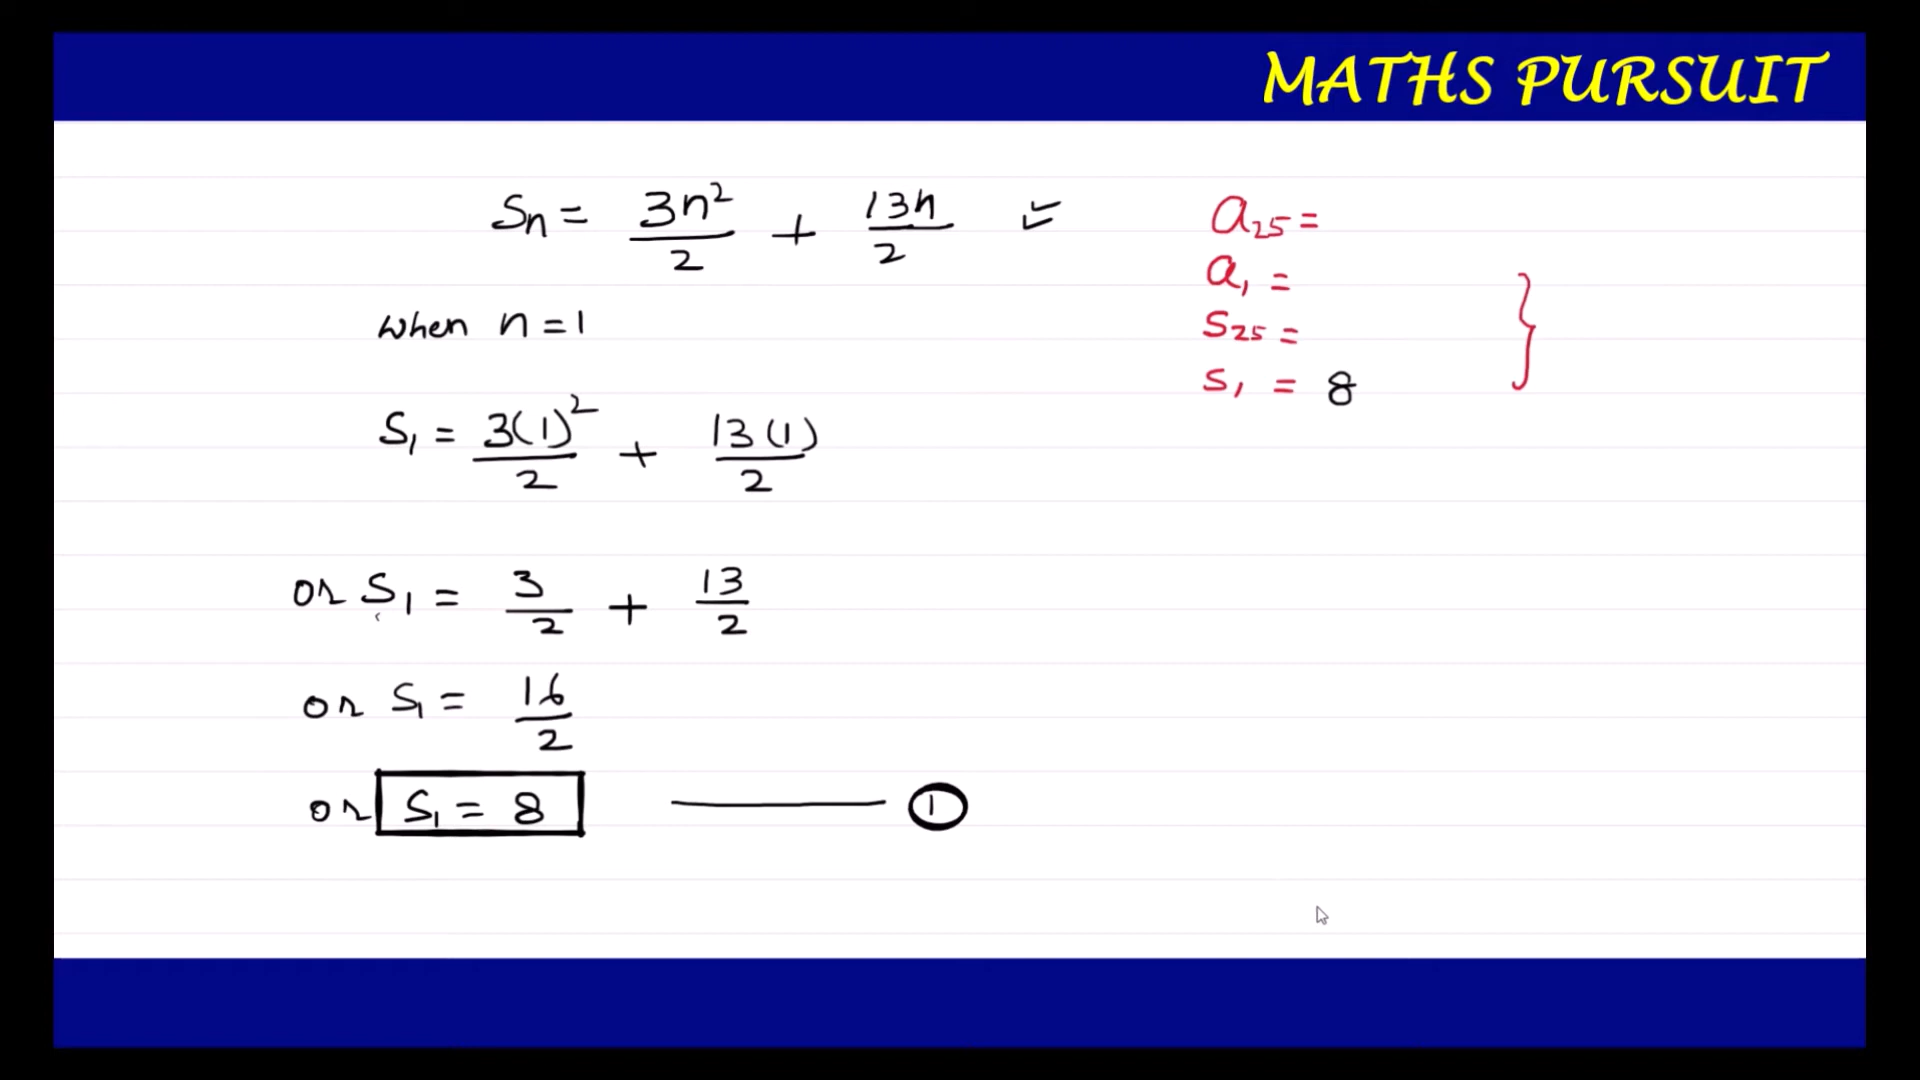 MATHS PURSUIT
Sn = 3n²/2 + 13n/2
when n = 1
S₁ = 3(1)²/2 + 13(1)/2
or S₁ = 3/2 + 13/2
or S₁ = 16/2
or S₁ = 8 ——— ①
a₂₅ =
a₁ =
S₂₅ =
S₁ = 8